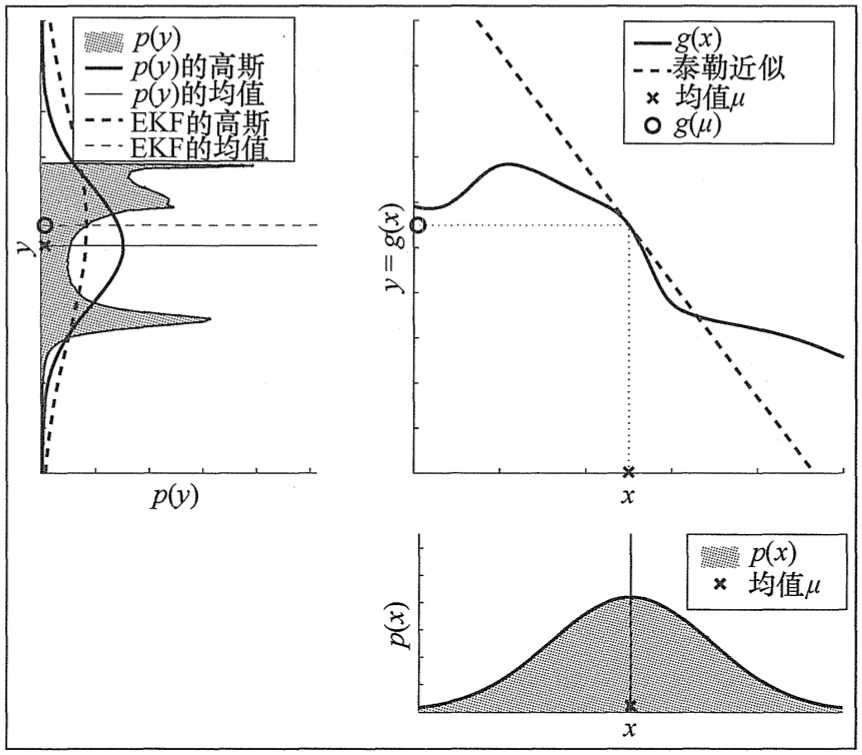 p(y)
p(y)的高斯
p(y)的均值
EKF的高斯
EKF的均值
y
p(y)
g(x)
泰勒近似
均值μ
g(μ)
y = g(x)
x
p(x)
均值μ
p(x)
x